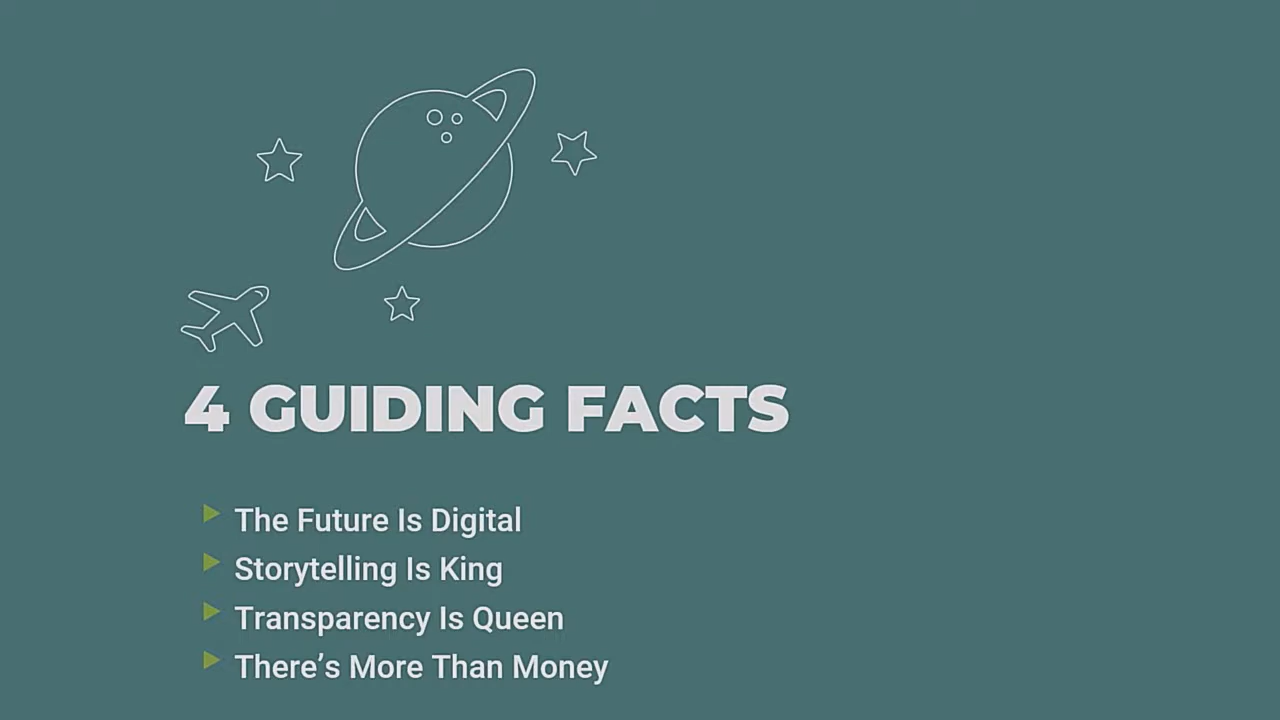 4 GUIDING FACTS
The Future Is Digital
Storytelling Is King
Transparency Is Queen
There’s More Than Money